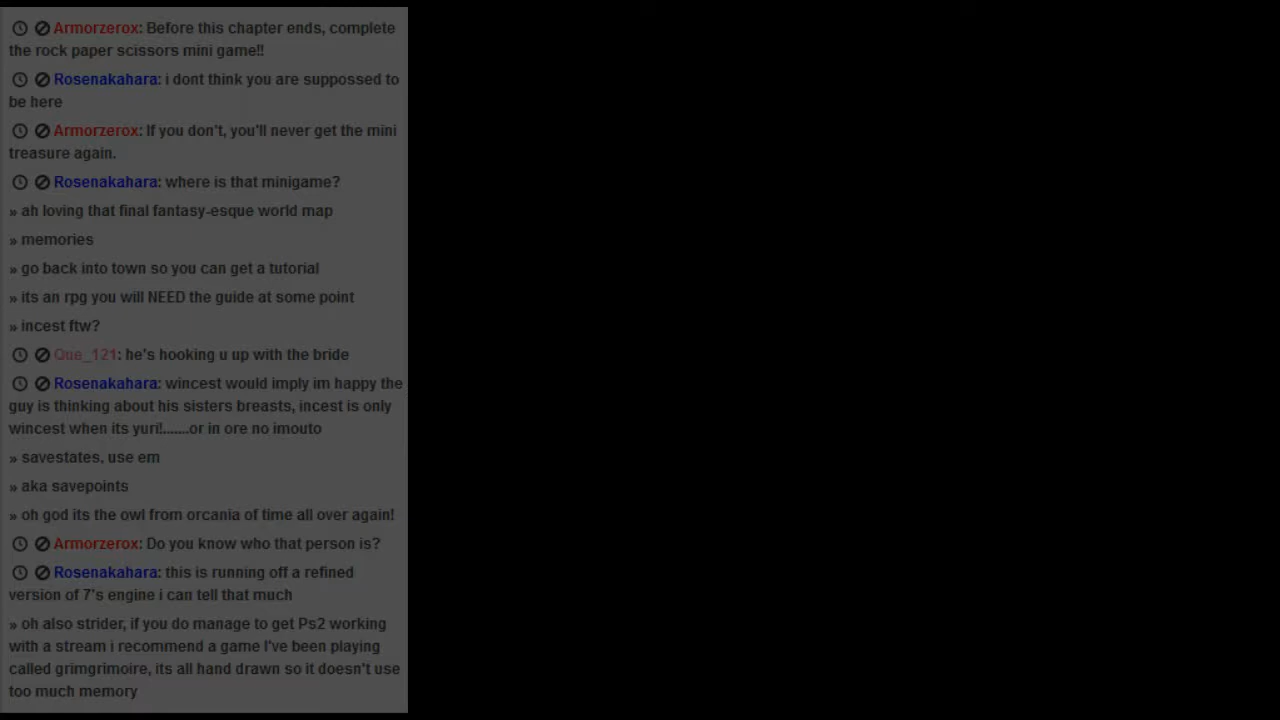 Armorzerox: Before this chapter ends, complete
the rock paper scissors mini game!!
Rosenakahara: i dont think you are suppossed to
be here
Armorzerox: If you don't, you'll never get the mini
treasure again.
Rosenakahara: where is that minigame?
» ah loving that final fantasy-esque world map
» memories
» go back into town so you can get a tutorial
» its an rpg you will NEED the guide at some point
» incest ftw?
Que_121: he's hooking u up with the bride
Rosenakahara: wincest would imply im happy the
guy is thinking about his sisters breasts, incest is only
wincest when its yuri!.......or in ore no imouto
» savestates, use em
» aka savepoints
» oh god its the owl from orcania of time all over again!
Armorzerox: Do you know who that person is?
Rosenakahara: this is running off a refined
version of 7's engine i can tell that much
» oh also strider, if you do manage to get Ps2 working
with a stream i recommend a game I've been playing
called grimgrimoire, its all hand drawn so it doesn't use
too much memory